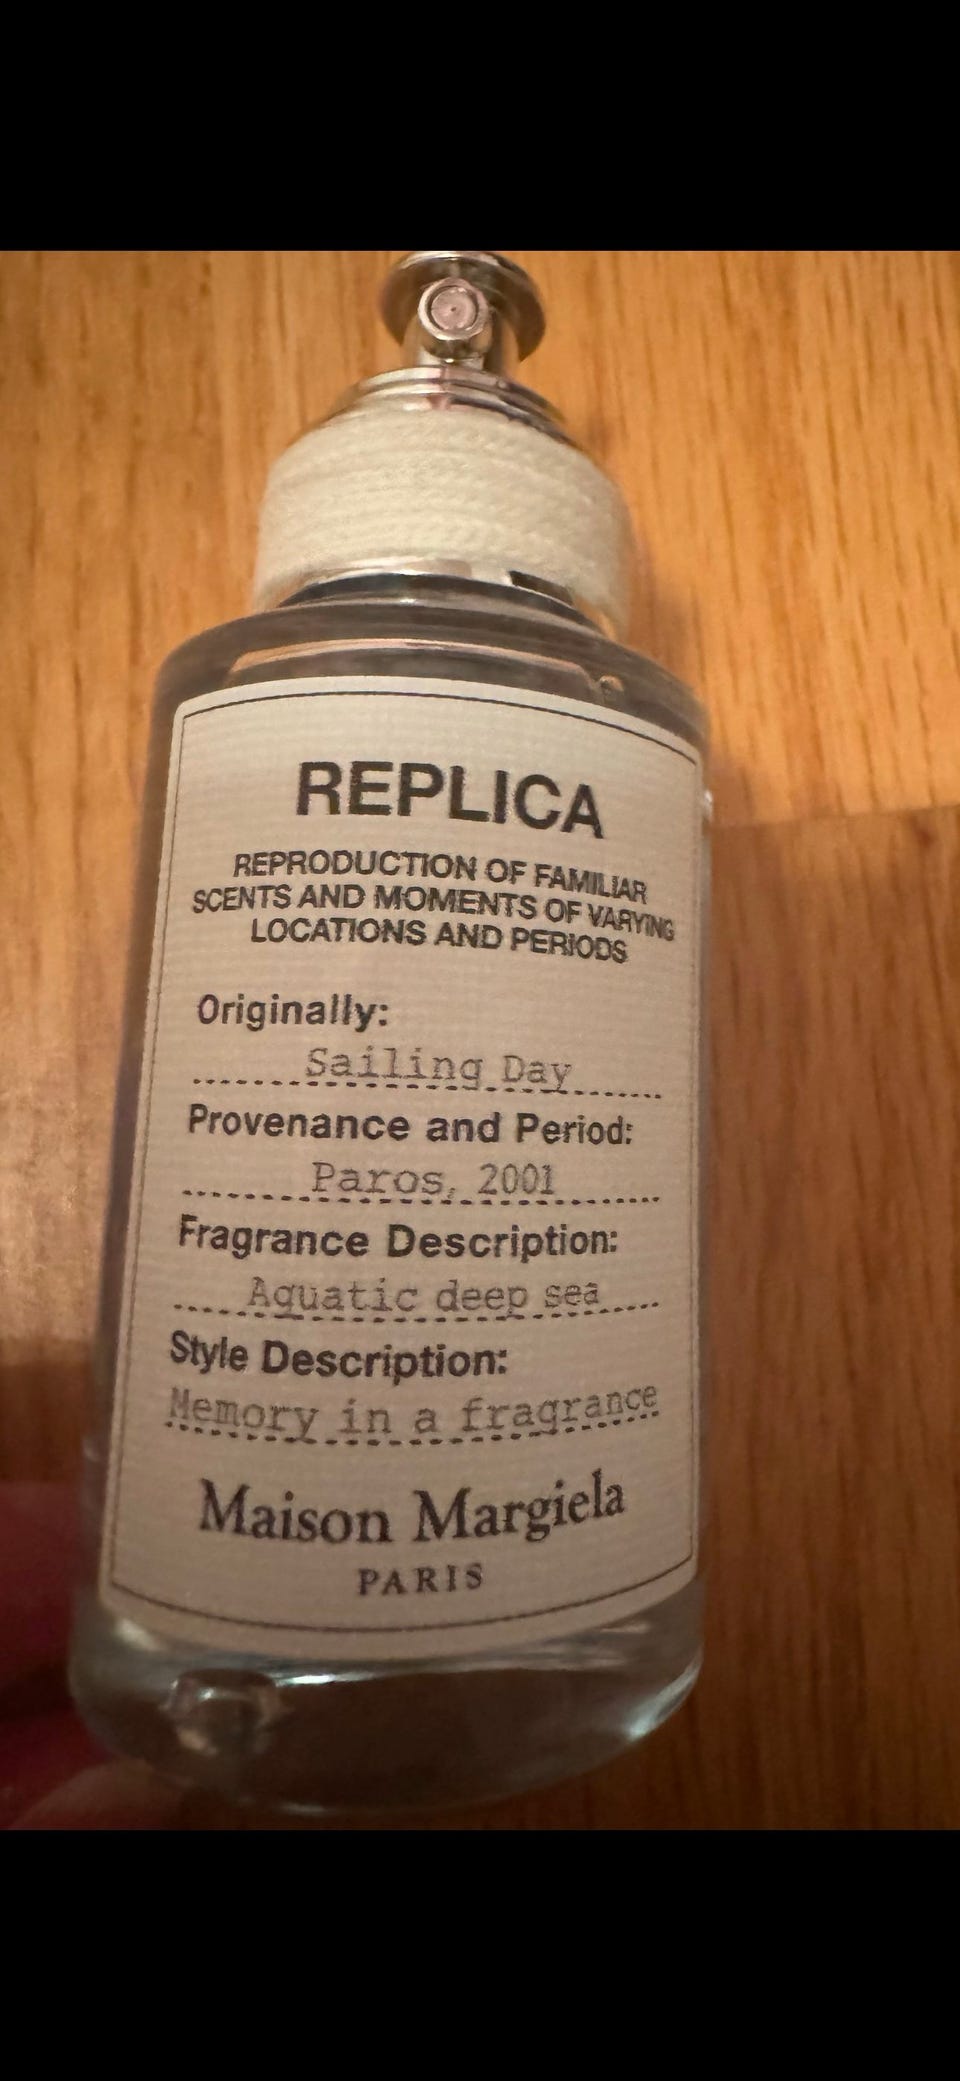 REPLICA
REPRODUCTION OF FAMILIAR
SCENTS AND MOMENTS OF VARYING
LOCATIONS AND PERIODS
Originally:
Sailing Day
Provenance and Period:
Paros, 2001
Fragrance Description:
Aquatic deep sea
Style Description:
Memory in a fragrance
Maison Margiela
PARIS